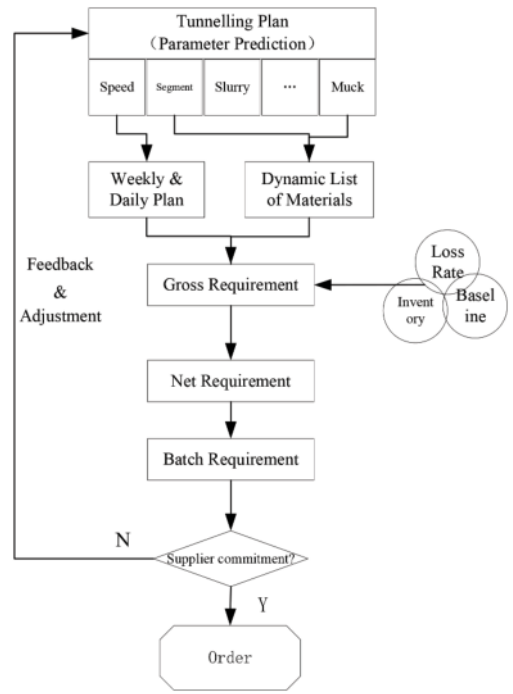 Tunnelling Plan
（Parameter Prediction）
Speed
Segment
Slurry
…
Muck
Weekly &
Daily Plan
Dynamic List
of Materials
Feedback
&
Adjustment
Gross Requirement
Loss
Rate
Invent
ory
Basel
ine
Net Requirement
Batch Requirement
N
Supplier commitment?
Y
Order